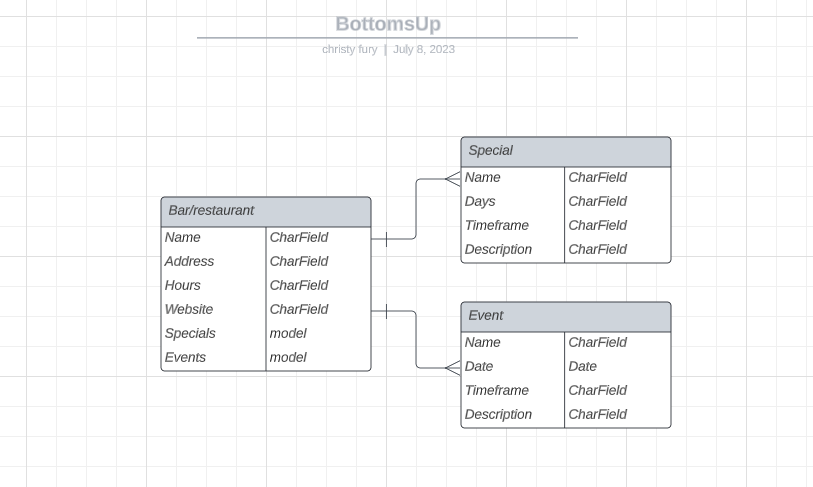 BottomsUp
christy fury | July 8, 2023
Special
Name CharField
Days CharField
Timeframe CharField
Description CharField
Bar/restaurant
Name CharField
Address CharField
Hours CharField
Website CharField
Specials model
Events model
Event
Name CharField
Date Date
Timeframe CharField
Description CharField